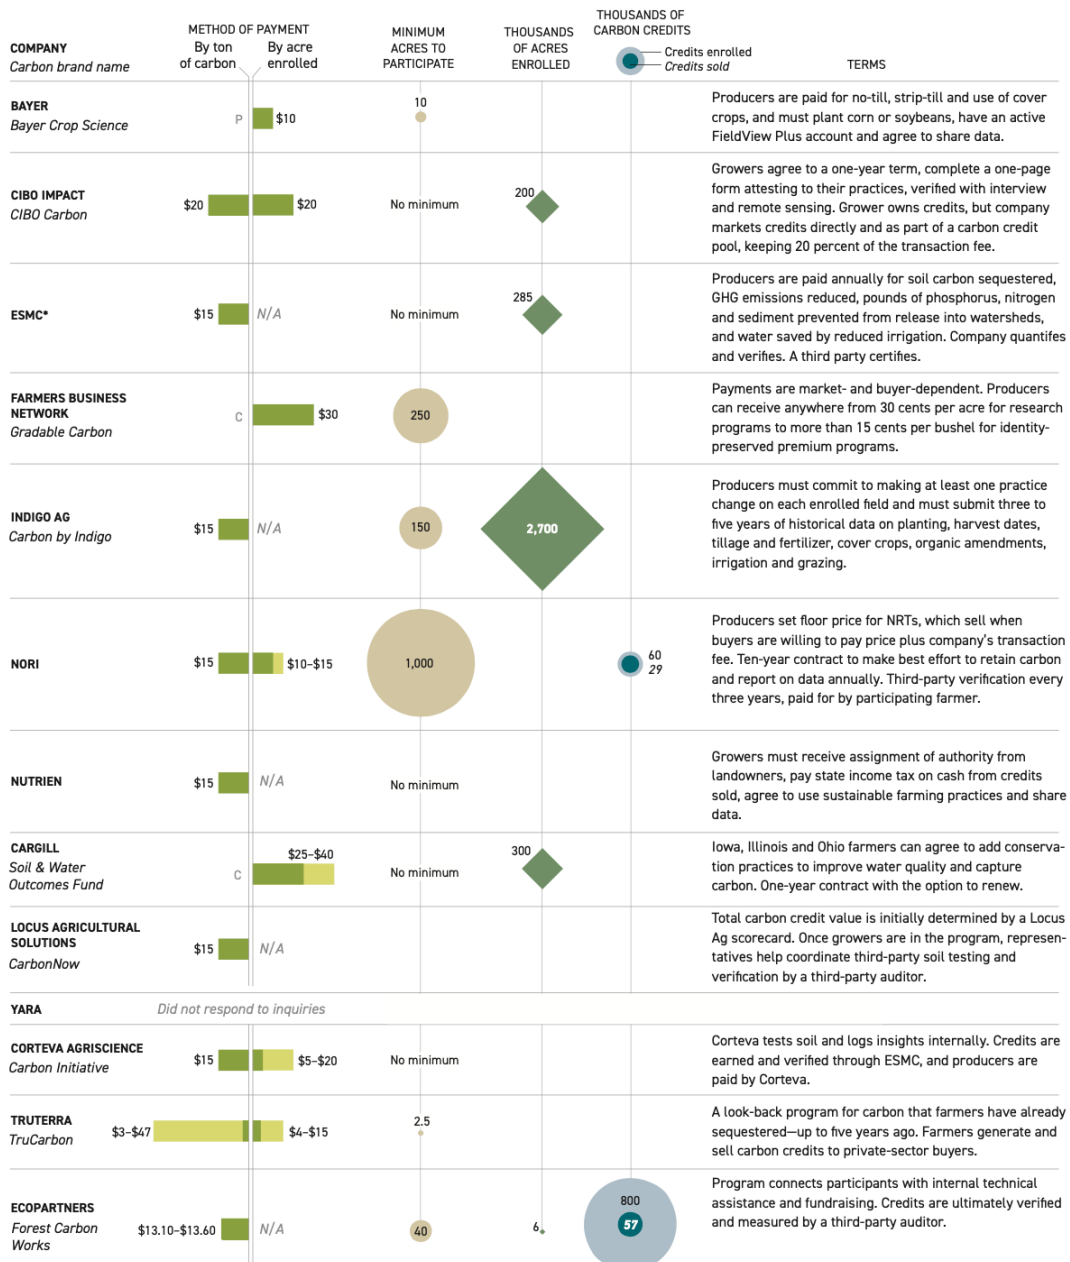 THOUSANDS OF
CARBON CREDITS
METHOD OF PAYMENT
MINIMUM
ACRES TO
PARTICIPATE
THOUSANDS
OF ACRES
ENROLLED
COMPANY
Carbon brand name
By ton
of carbon
By acre
enrolled
Credits enrolled
Credits sold
TERMS
BAYER
Bayer Crop Science
P
$10
10
Producers are paid for no-till, strip-till and use of cover
crops, and must plant corn or soybeans, have an active
FieldView Plus account and agree to share data.
CIBO IMPACT
CIBO Carbon
$20
$20
No minimum
200
Growers agree to a one-year term, complete a one-page
form attesting to their practices, verified with interview
and remote sensing. Grower owns credits, but company
markets credits directly and as part of a carbon credit
pool, keeping 20 percent of the transaction fee.
ESMC*
$15
N/A
No minimum
285
Producers are paid annually for soil carbon sequestered,
GHG emissions reduced, pounds of phosphorus, nitrogen
and sediment prevented from release into watersheds,
and water saved by reduced irrigation. Company quantifes
and verifies. A third party certifies.
FARMERS BUSINESS
NETWORK
Gradable Carbon
C
$30
250
Payments are market- and buyer-dependent. Producers
can receive anywhere from 30 cents per acre for research
programs to more than 15 cents per bushel for identity-
preserved premium programs.
INDIGO AG
Carbon by Indigo
$15
N/A
150
2,700
Producers must commit to making at least one practice
change on each enrolled field and must submit three to
five years of historical data on planting, harvest dates,
tillage and fertilizer, cover crops, organic amendments,
irrigation and grazing.
NORI
$15
$10–$15
1,000
60
29
Producers set floor price for NRTs, which sell when
buyers are willing to pay price plus company's transaction
fee. Ten-year contract to make best effort to retain carbon
and report on data annually. Third-party verification every
three years, paid for by participating farmer.
NUTRIEN
$15
N/A
No minimum
Growers must receive assignment of authority from
landowners, pay state income tax on cash from credits
sold, agree to use sustainable farming practices and share
data.
CARGILL
Soil & Water
Outcomes Fund
C
$25–$40
No minimum
300
Iowa, Illinois and Ohio farmers can agree to add conserva-
tion practices to improve water quality and capture
carbon. One-year contract with the option to renew.
LOCUS AGRICULTURAL
SOLUTIONS
CarbonNow
$15
N/A
Total carbon credit value is initially determined by a Locus
Ag scorecard. Once growers are in the program, represen-
tatives help coordinate third-party soil testing and
verification by a third-party auditor.
YARA
Did not respond to inquiries
CORTEVA AGRISCIENCE
Carbon Initiative
$15
$5–$20
No minimum
Corteva tests soil and logs insights internally. Credits are
earned and verified through ESMC, and producers are
paid by Corteva.
TRUTERRA
TruCarbon
$3–$47
$4–$15
2.5
A look-back program for carbon that farmers have already
sequestered—up to five years ago. Farmers generate and
sell carbon credits to private-sector buyers.
ECOPARTNERS
Forest Carbon
Works
$13.10–$13.60
N/A
40
6
800
57
Program connects participants with internal technical
assistance and fundraising. Credits are ultimately verified
and measured by a third-party auditor.